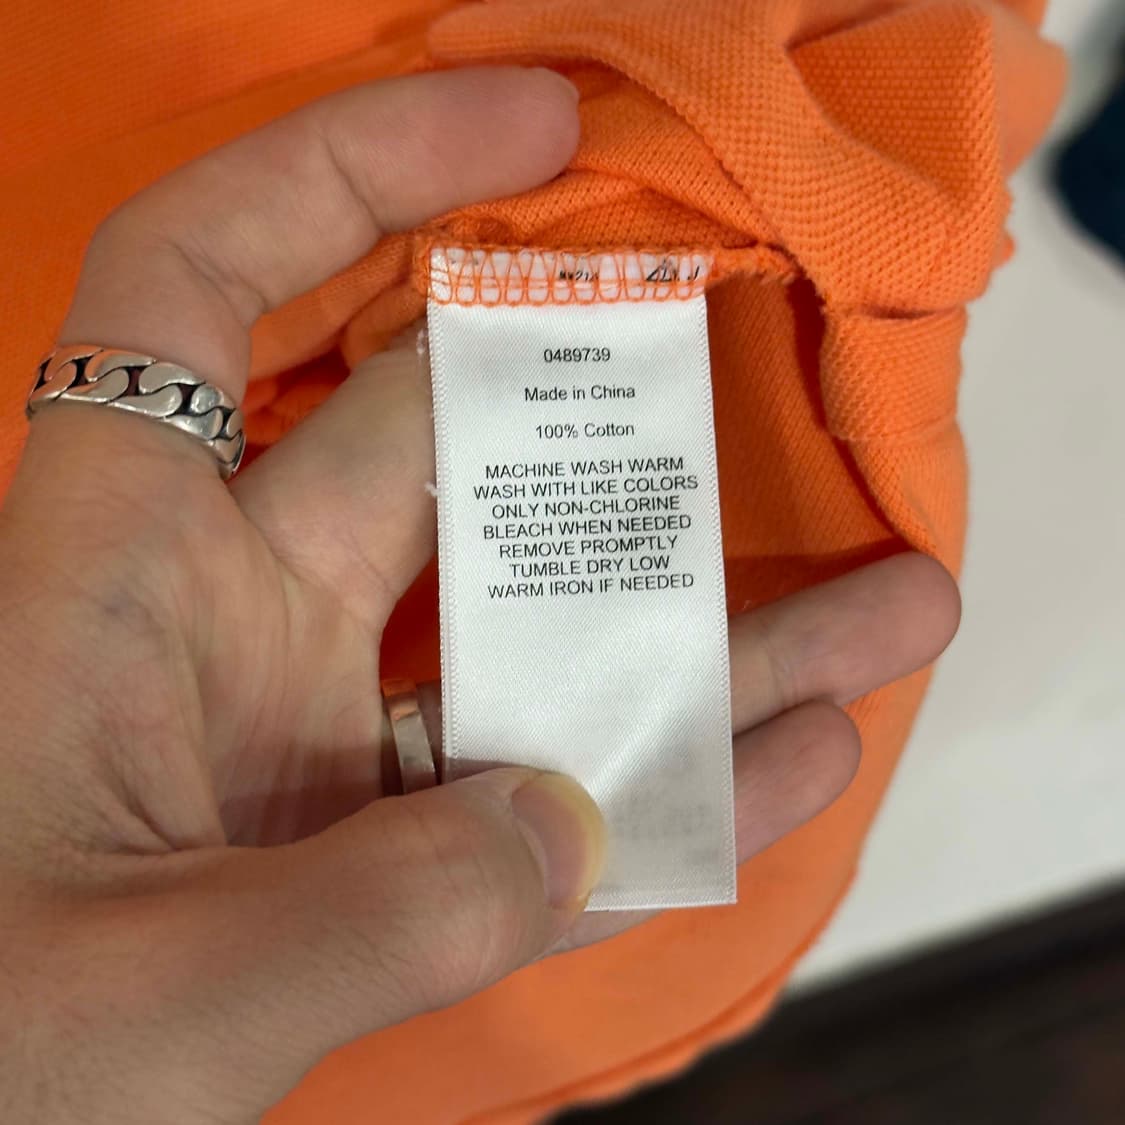 0489739
Made in China
100% Cotton
MACHINE WASH WARM
WASH WITH LIKE COLORS
ONLY NON-CHLORINE
BLEACH WHEN NEEDED
REMOVE PROMPTLY
TUMBLE DRY LOW
WARM IRON IF NEEDED